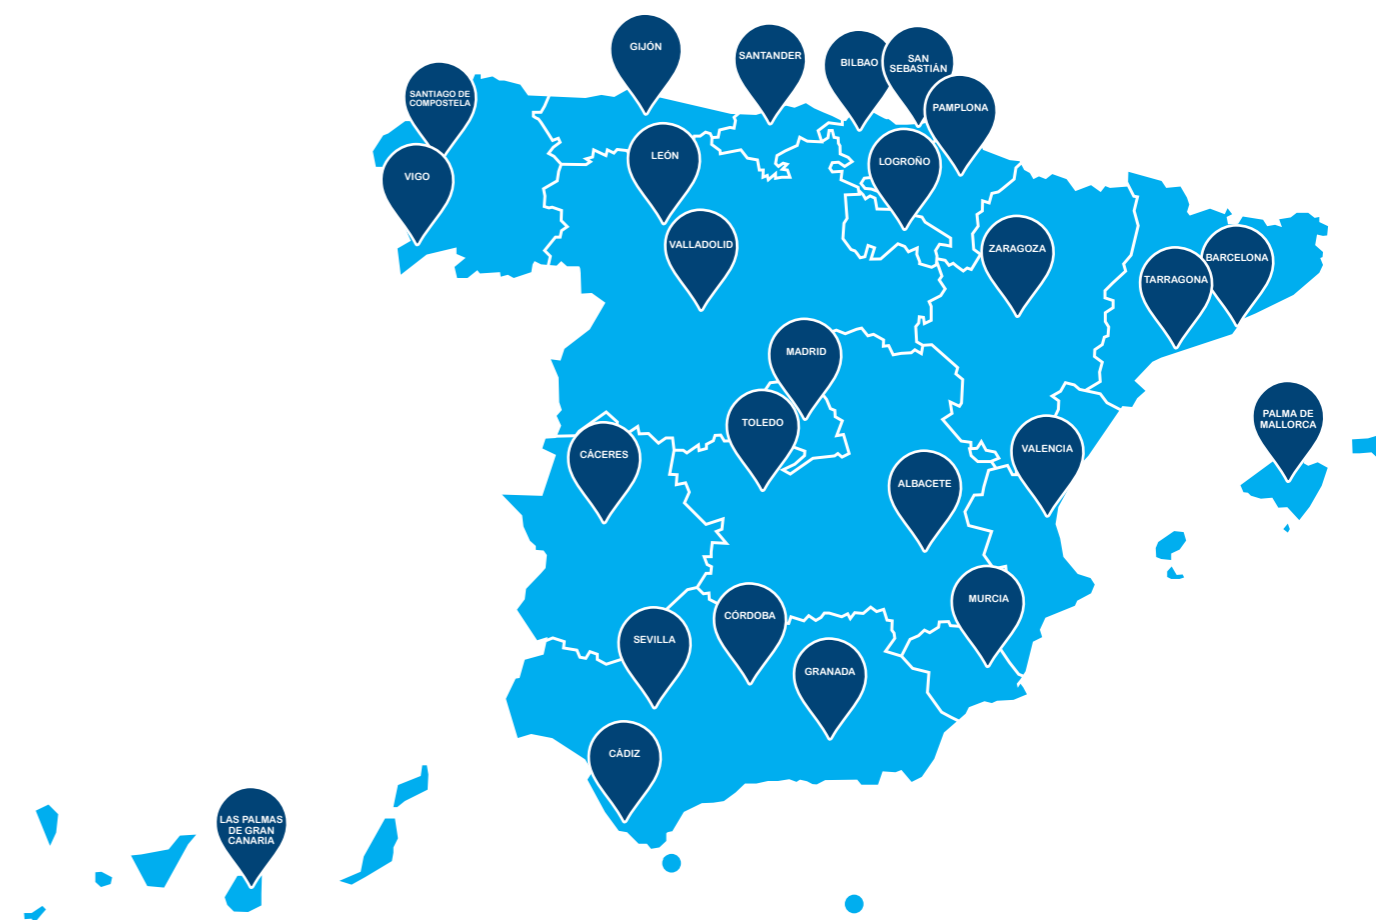 GIJÓN
SANTANDER
BILBAO
SAN
SEBASTIÁN
SANTIAGO DE
COMPOSTELA
PAMPLONA
LEÓN
LOGROÑO
VIGO
VALLADOLID
ZARAGOZA
BARCELONA
TARRAGONA
MADRID
PALMA DE
MALLORCA
TOLEDO
CÀCERES
VALENCIA
ALBACETE
MURCIA
CÓRDOBA
SEVILLA
GRANADA
CÁDIZ
LAS PALMAS
DE GRAN
CANARIA